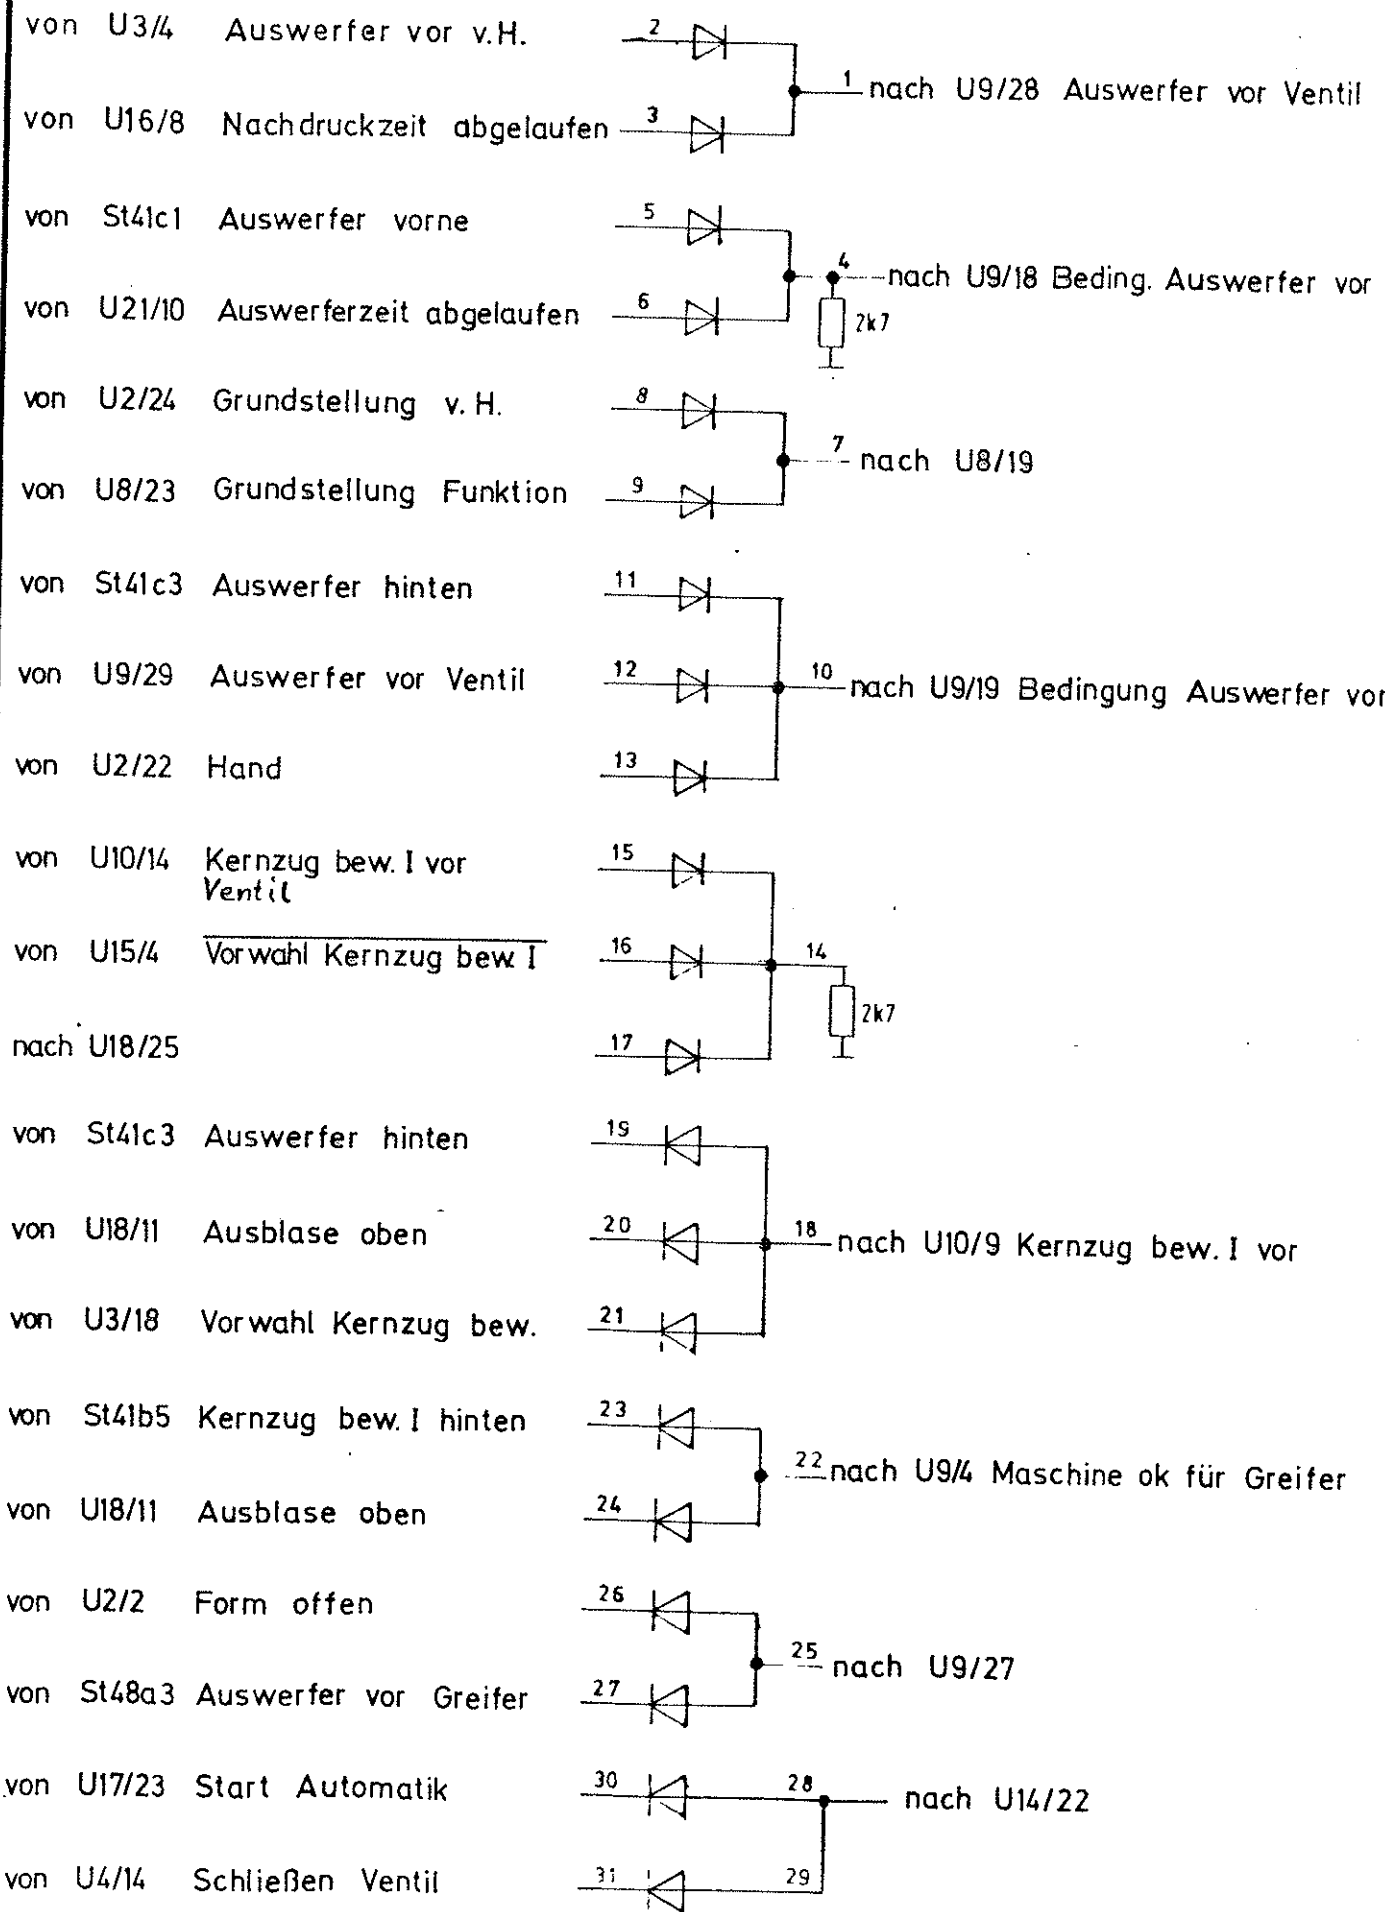 von U3/4 Auswerfer vor v.H. 2
1 nach U9/28 Auswerfer vor Ventil
von U16/8 Nachdruckzeit abgelaufen 3
von St41c1 Auswerfer vorne 5
4 nach U9/18 Beding. Auswerfer vor
von U21/10 Auswerferzeit abgelaufen 6
2k7
von U2/24 Grundstellung v. H. 8
7 nach U8/19
von U8/23 Grundstellung Funktion 9
von St41c3 Auswerfer hinten 11
von U9/29 Auswerfer vor Ventil 12
10 nach U9/19 Bedingung Auswerfer vor
von U2/22 Hand 13
von U10/14 Kernzug bew. I vor 15
Ventil
von U15/4 Vorwahl Kernzug bew I 16
14
2k7
nach U18/25 17
von St41c3 Auswerfer hinten 19
von U18/11 Ausblase oben 20
18 nach U10/9 Kernzug bew. I vor
von U3/18 Vorwahl Kernzug bew. 21
von St41b5 Kernzug bew. I hinten 23
22 nach U9/4 Maschine ok für Greifer
von U18/11 Ausblase oben 24
von U2/2 Form offen 26
25 nach U9/27
von St48a3 Auswerfer vor Greifer 27
von U17/23 Start Automatik 30
28 nach U14/22
von U4/14 Schließen Ventil 31
29